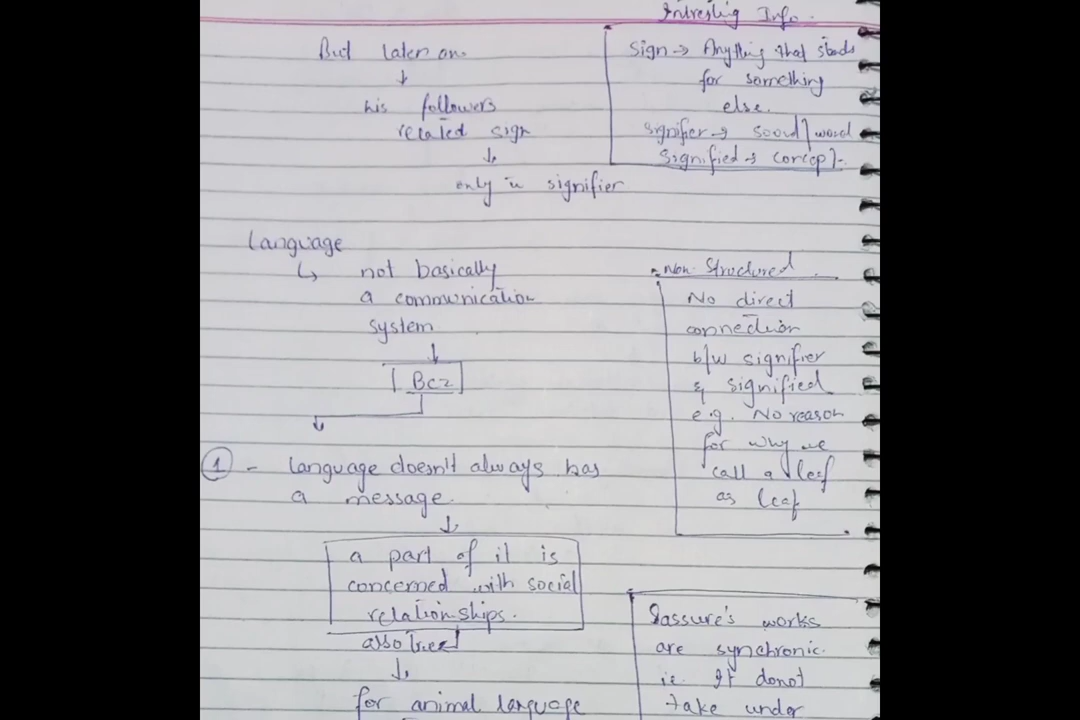 Intresting Info.
But later on
↓
his followers
related sign
↓
only in signifier
Sign → Anything that stands
for something
else.
Signifier → sound/word
Signified → concept.
Language
↳ not basically
a communication
system
↓
Bcz
Non Structured
No direct
connection
b/w signifier
& signified
e.g. No reason
for why we
call a leaf
as leaf
① - Language doesn't always has
a message.
↓
a part of it is
concerned with social
relationships.
also true
↓
for animal language
Sassure's works
are synchronic.
i.e. It donot
take under